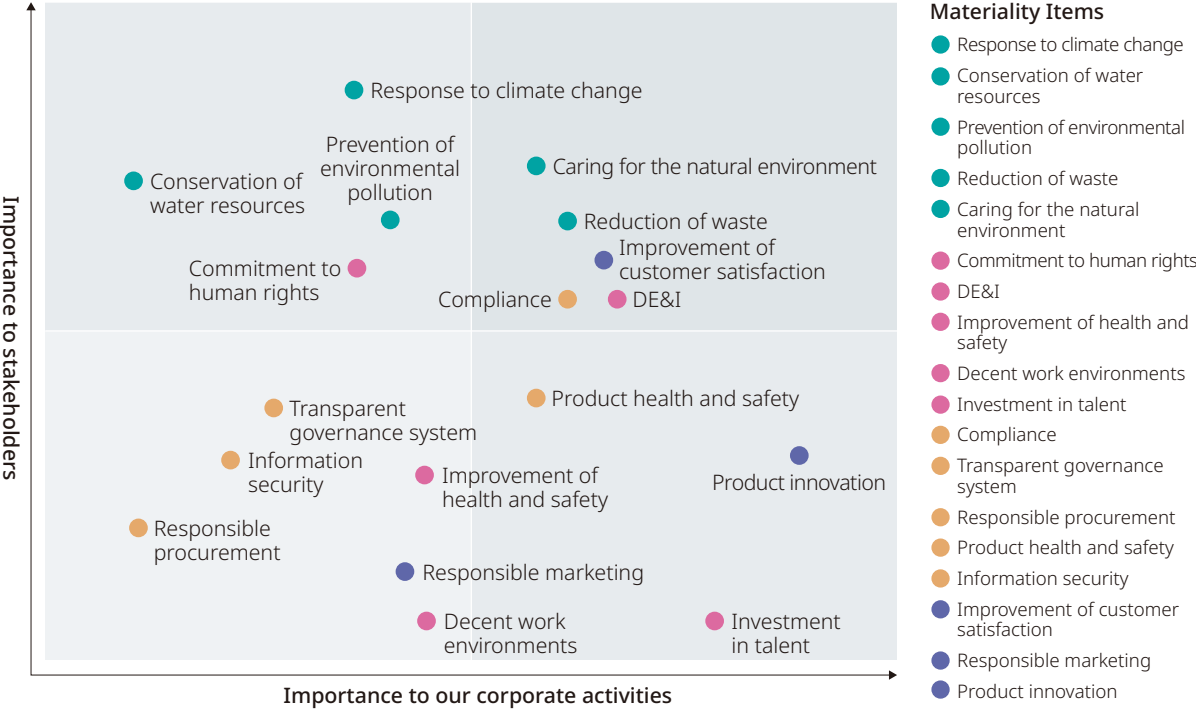 Importance to stakeholders
Response to climate change
Prevention of
environmental
pollution
Conservation of
water resources
Caring for the natural environment
Reduction of waste
Improvement of
customer satisfaction
Commitment to
human rights
Compliance
DE&I
Transparent
governance system
Product health and safety
Information
security
Improvement of
health and safety
Product innovation
Responsible
procurement
Responsible marketing
Decent work
environments
Investment
in talent
Importance to our corporate activities
Materiality Items
Response to climate change
Conservation of water
resources
Prevention of environmental
pollution
Reduction of waste
Caring for the natural
environment
Commitment to human rights
DE&I
Improvement of health and
safety
Decent work environments
Investment in talent
Compliance
Transparent governance
system
Responsible procurement
Product health and safety
Information security
Improvement of customer
satisfaction
Responsible marketing
Product innovation